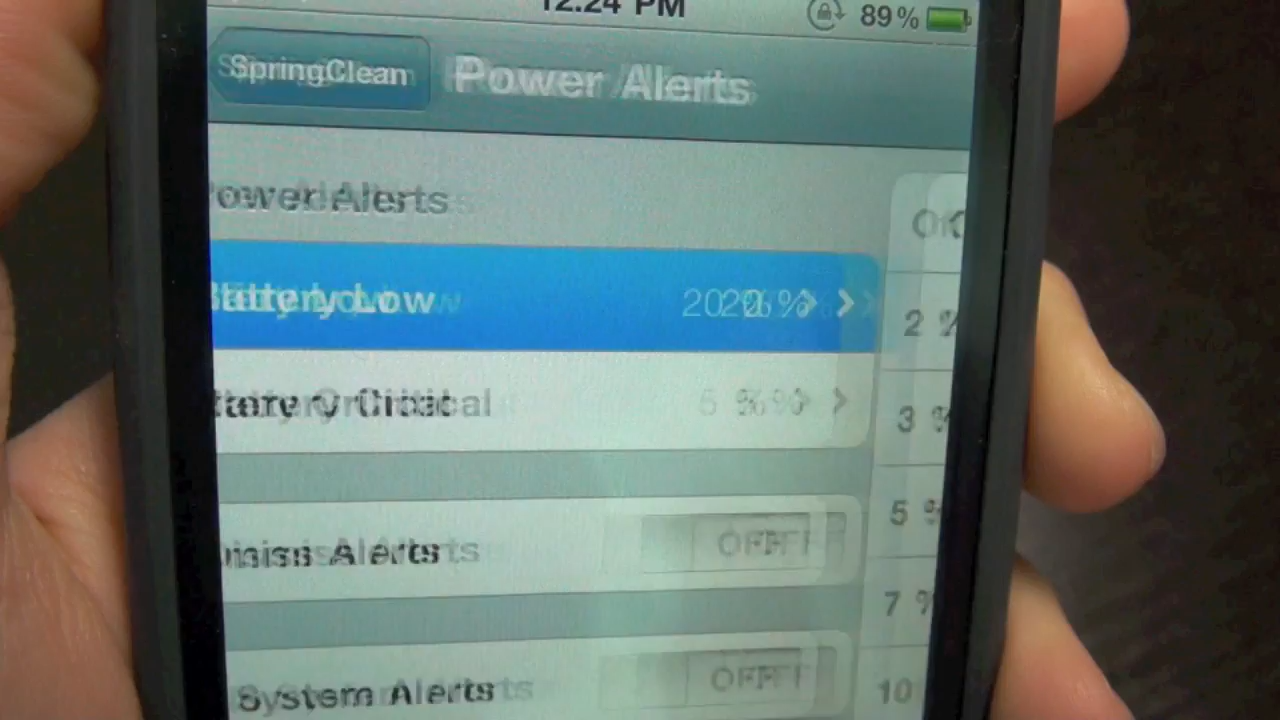 12:24 PM 89%
SpringClean Power Alerts
Power Alerts
Battery Low 20 %
Battery Critical 5 %
Alerts OFF
System Alerts OFF
2 %
3 %
5 %
7 %
10